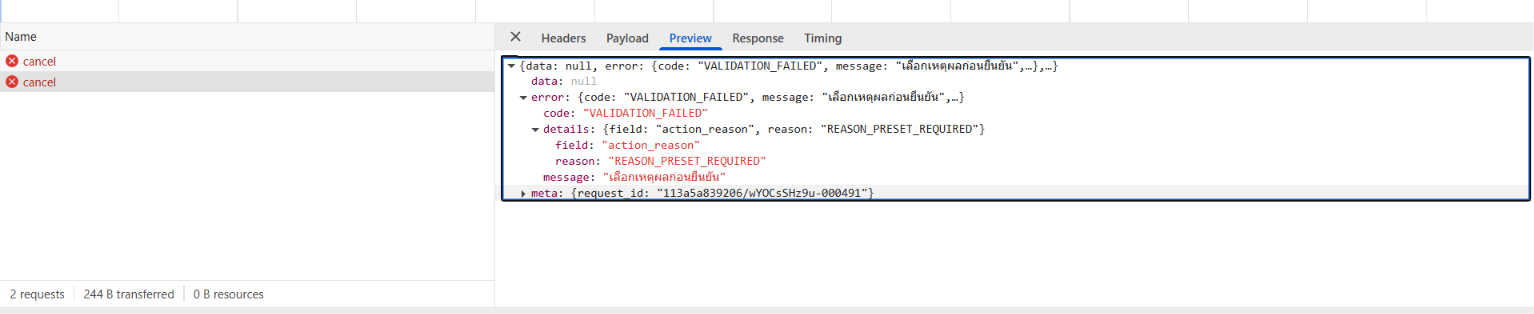 Name
cancel
cancel
2 requests 244 B transferred 0 B resources
Headers Payload Preview Response Timing
{data: null, error: {code: "VALIDATION_FAILED", message: "เลือกเหตุผลก่อนยืนยัน",…},…}
data: null
error: {code: "VALIDATION_FAILED", message: "เลือกเหตุผลก่อนยืนยัน",…}
code: "VALIDATION_FAILED"
details: {field: "action_reason", reason: "REASON_PRESET_REQUIRED"}
field: "action_reason"
reason: "REASON_PRESET_REQUIRED"
message: "เลือกเหตุผลก่อนยืนยัน"
meta: {request_id: "113a5a839206/wYOCsSHz9u-000491"}